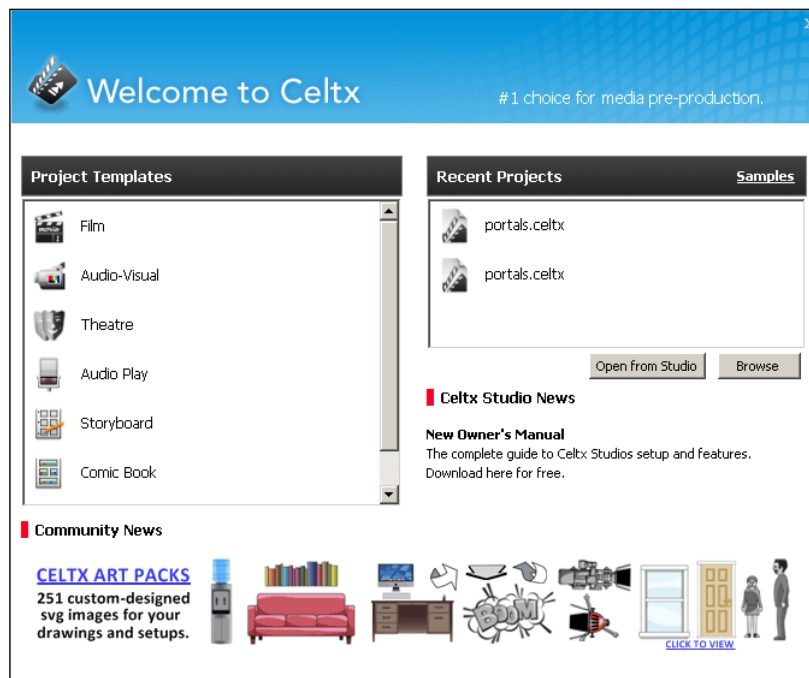 Welcome to Celtx
#1 choice for media pre-production.
Project Templates
Film
Audio-Visual
Theatre
Audio Play
Storyboard
Comic Book
Recent Projects
Samples
portals.celtx
portals.celtx
Open from Studio
Browse
Celtx Studio News
New Owner's Manual
The complete guide to Celtx Studios setup and features.
Download here for free.
Community News
CELTX ART PACKS
251 custom-designed
svg images for your
drawings and setups.
BOOM
CLICK TO VIEW